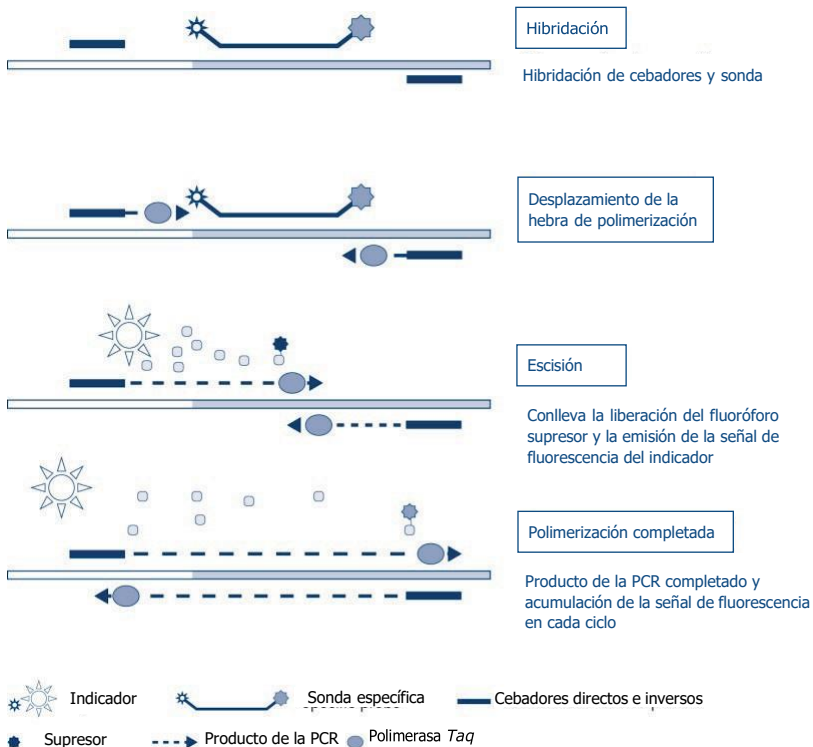 Hibridación
Hibridación de cebadores y sonda
Desplazamiento de la
hebra de polimerización
Escisión
Conlleva la liberación del fluoróforo
supresor y la emisión de la señal de
fluorescencia del indicador
Polimerización completada
Producto de la PCR completado y
acumulación de la señal de fluorescencia
en cada ciclo
Indicador
Sonda específica
Cebadores directos e inversos
Supresor
Producto de la PCR
Polimerasa Taq